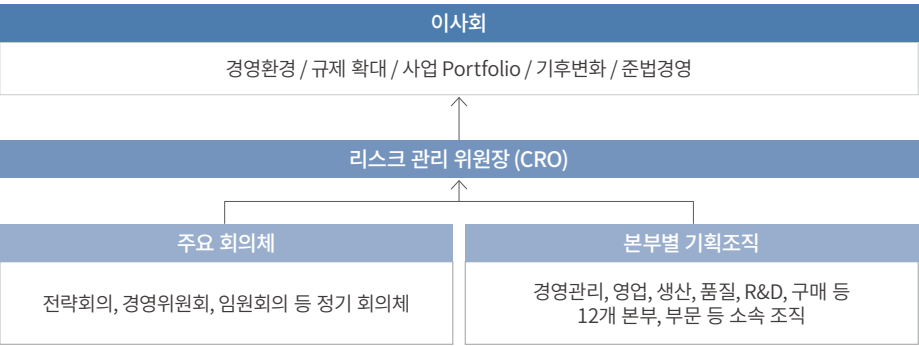 이사회
경영환경 / 규제 확대 / 사업 Portfolio / 기후변화 / 준법경영
리스크 관리 위원장 (CRO)
주요 회의체
전략회의, 경영위원회, 임원회의 등 정기 회의체
본부별 기획조직
경영관리, 영업, 생산, 품질, R&D, 구매 등
12개 본부, 부문 등 소속 조직